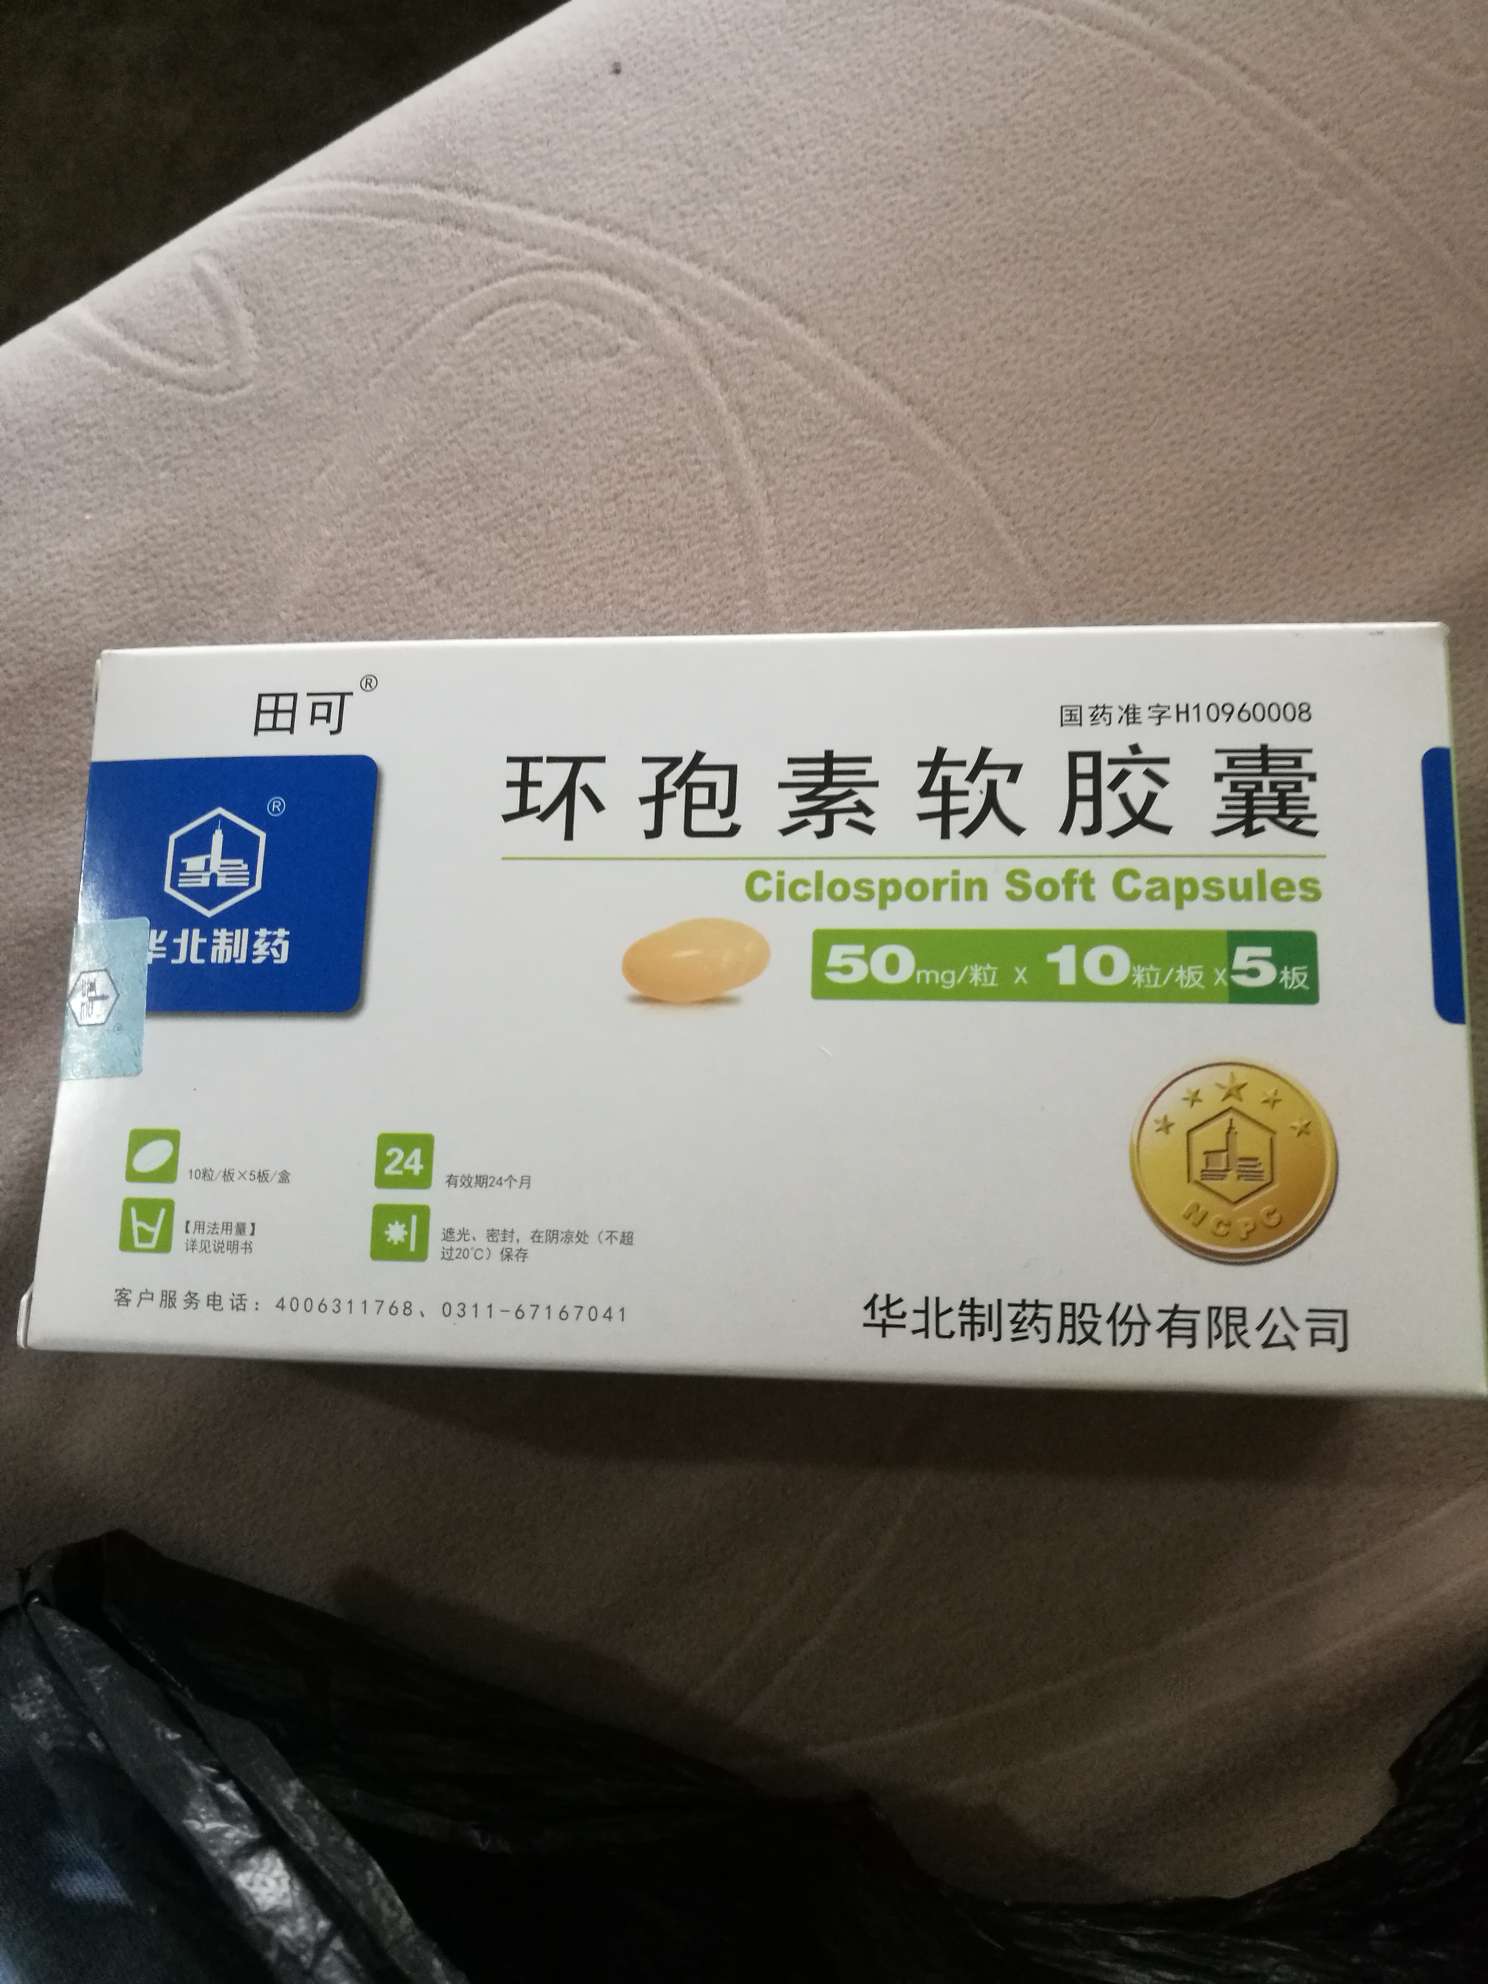 田可®
国药准字H10960008
环孢素软胶囊
Ciclosporin Soft Capsules
50mg/粒 x 10粒/板 x 5板
®
华北制药
10粒/板×5板/盒
24
有效期24个月
【用法用量】
详见说明书
遮光、密封，在阴凉处（不超
过20℃）保存
NCPC
客户服务电话：4006311768、0311-67167041
华北制药股份有限公司